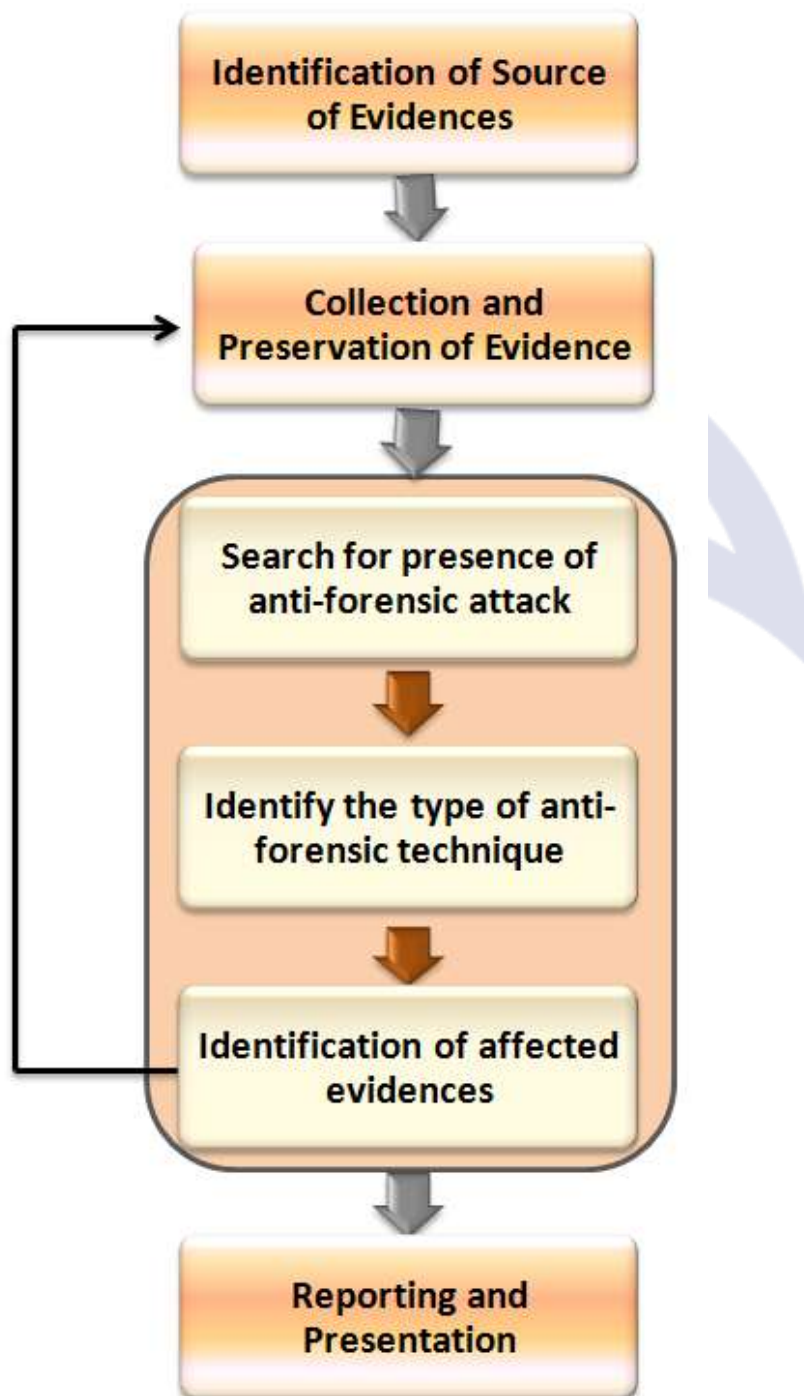 Identification of Source
of Evidences
Collection and
Preservation of Evidence
Search for presence of
anti-forensic attack
Identify the type of anti-
forensic technique
Identification of affected
evidences
Reporting and
Presentation